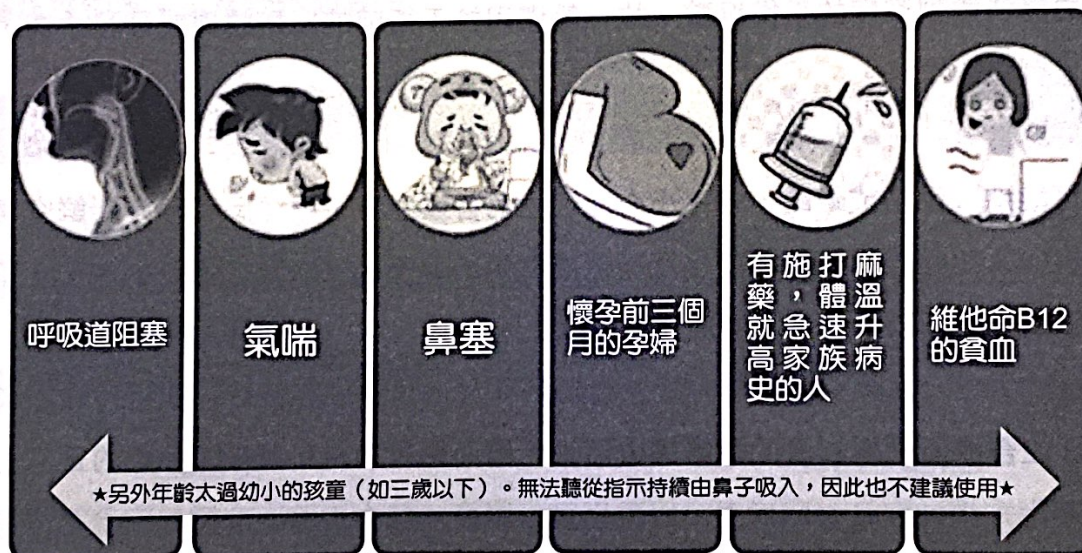 呼吸道阻塞
氣喘
鼻塞
懷孕前三個
月的孕婦
有施打麻
藥，體溫
就急速升
高家族病
史的人
維他命B12
的貧血
★另外年齡太過幼小的孩童（如三歲以下）。無法聽從指示持續由鼻子吸入，因此也不建議使用★